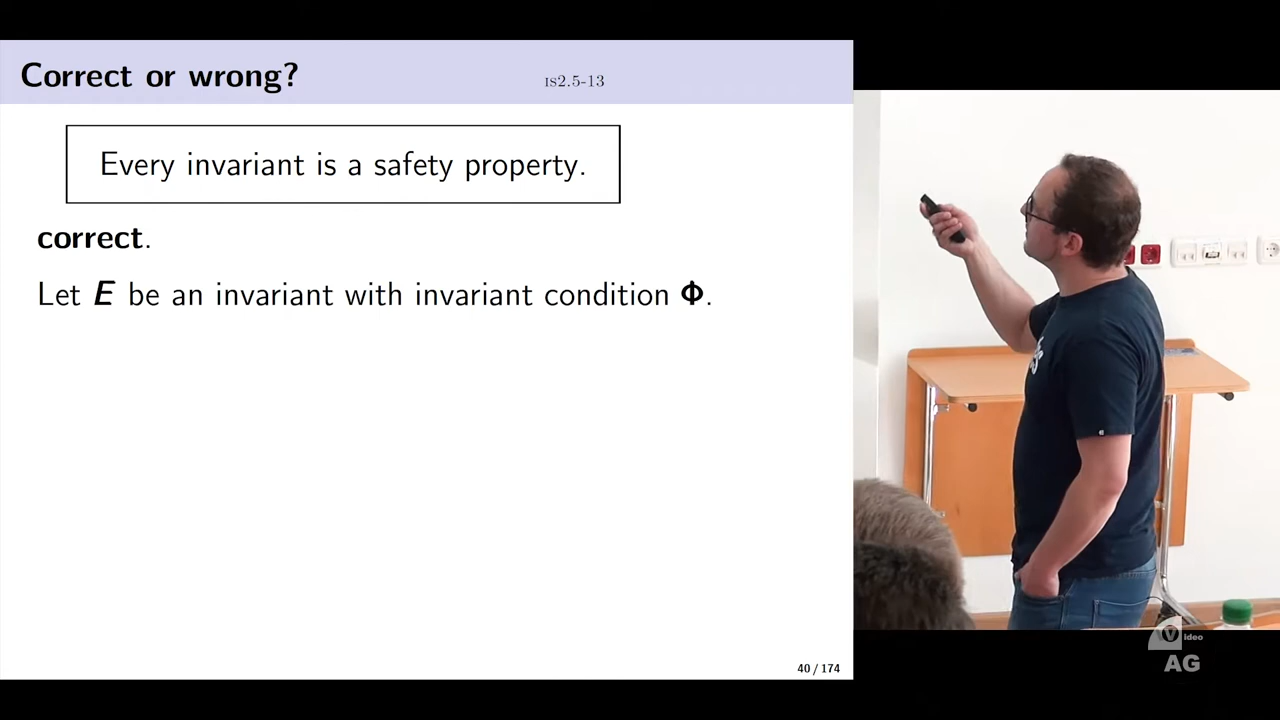 Correct or wrong?
IS2.5-13
Every invariant is a safety property.
correct.
Let E be an invariant with invariant condition Φ.
40 / 174
Video
AG